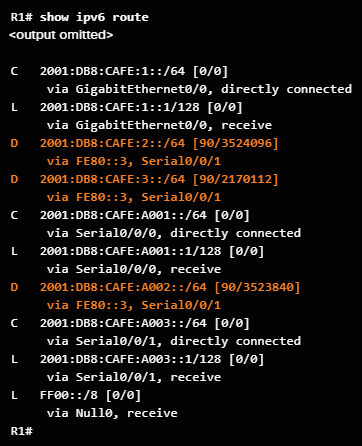 R1# show ipv6 route
<output omitted>
C 2001:DB8:CAFE:1::/64 [0/0]
via GigabitEthernet0/0, directly connected
L 2001:DB8:CAFE:1::1/128 [0/0]
via GigabitEthernet0/0, receive
D 2001:DB8:CAFE:2::/64 [90/3524096]
via FE80::3, Serial0/0/1
D 2001:DB8:CAFE:3::/64 [90/2170112]
via FE80::3, Serial0/0/1
C 2001:DB8:CAFE:A001::/64 [0/0]
via Serial0/0/0, directly connected
L 2001:DB8:CAFE:A001::1/128 [0/0]
via Serial0/0/0, receive
D 2001:DB8:CAFE:A002::/64 [90/3523840]
via FE80::3, Serial0/0/1
C 2001:DB8:CAFE:A003::/64 [0/0]
via Serial0/0/1, directly connected
L 2001:DB8:CAFE:A003::1/128 [0/0]
via Serial0/0/1, receive
L FF00::/8 [0/0]
via Null0, receive
R1#